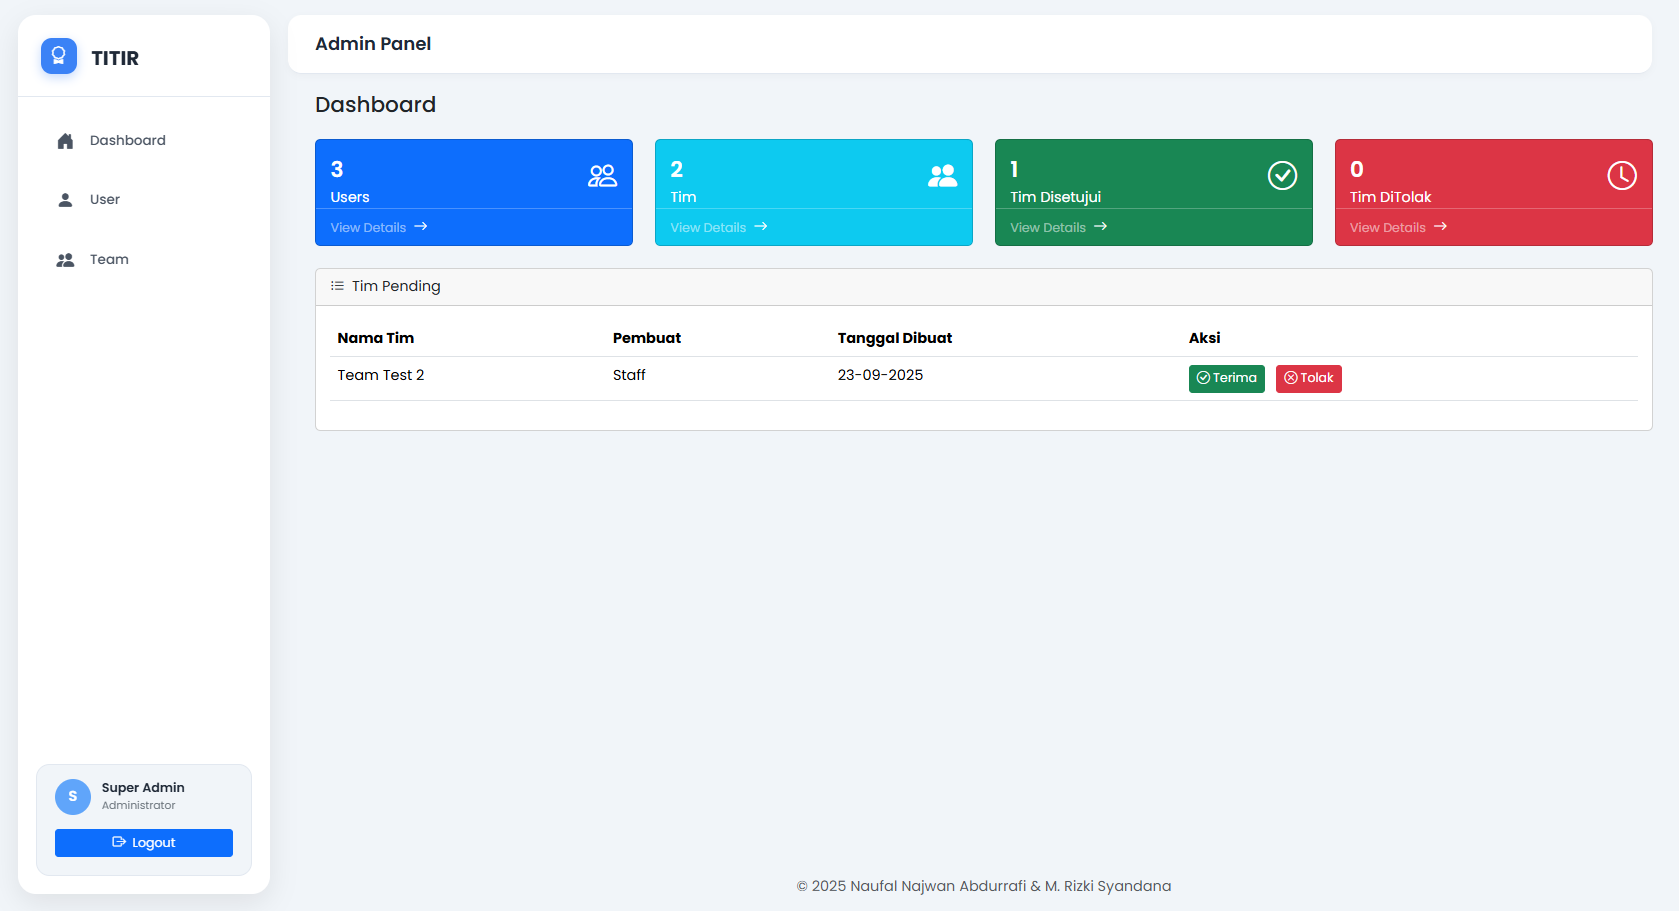 TITIR
Dashboard
User
Team
Super Admin
S
Administrator
Logout
Admin Panel
Dashboard
3
Users
View Details
2
Tim
View Details
1
Tim Disetujui
View Details
0
Tim DiTolak
View Details
Tim Pending
Nama Tim Pembuat Tanggal Dibuat Aksi
Team Test 2 Staff 23-09-2025 Terima Tolak
© 2025 Naufal Najwan Abdurrafi & M. Rizki Syandana